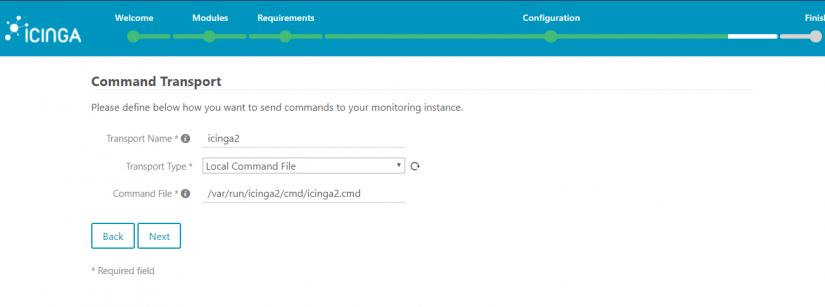 Welcome Modules Requirements Configuration Finis
iCINGA
Command Transport
Please define below how you want to send commands to your monitoring instance.
Transport Name * icinga2
Transport Type * Local Command File
Command File * /var/run/icinga2/cmd/icinga2.cmd
Back Next
* Required field